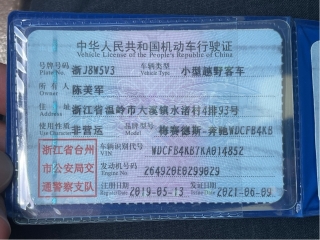 中华人民共和国机动车行驶证
Vehicle License of the People's Republic of China
号牌号码 浙J8W5V3 车辆类型 小型越野客车
Plate No. Vehicle Type
所有人 陈美军
Owner
住址 浙江省温岭市大溪镇水渚村4排93号
Address
使用性质 非营运 品牌型号 梅赛德斯-奔驰WDCFB4KB
Use Character Model
浙江省台州 车辆识别代号 WDCFB4KB7KA014852
VIN
市公安局交 发动机号码 264920E0299029
Engine No.
通警察支队 注册日期 2019-05-13 发证日期 2021-06-09
Register Date Issue Date